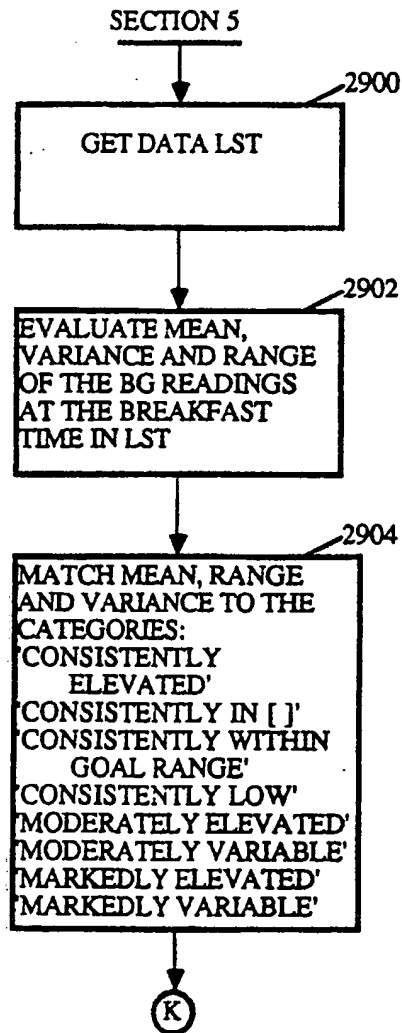 SECTION 5
2900
GET DATA LST
2902
EVALUATE MEAN,
VARIANCE AND RANGE
OF THE BG READINGS
AT THE BREAKFAST
TIME IN LST
2904
MATCH MEAN, RANGE
AND VARIANCE TO THE
CATEGORIES:
'CONSISTENTLY
ELEVATED'
'CONSISTENTLY IN [ ]'
'CONSISTENTLY WITHIN
GOAL RANGE'
'CONSISTENTLY LOW'
'MODERATELY ELEVATED'
'MODERATELY VARIABLE'
'MARKEDLY ELEVATED'
'MARKEDLY VARIABLE'
K